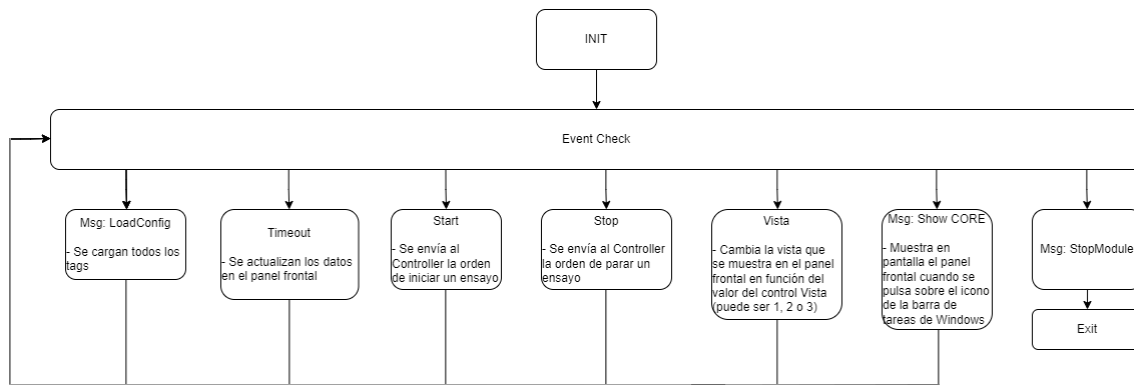 INIT
Event Check
Msg: LoadConfig
- Se cargan todos los
tags
Timeout
- Se actualizan los datos
en el panel frontal
Start
- Se envía al
Controller la orden
de iniciar un ensayo
Stop
- Se envía al Controller
la orden de parar un
ensayo
Vista
- Cambia la vista que
se muestra en el panel
frontal en función del
valor del control Vista
(puede ser 1, 2 o 3)
Msg: Show CORE
- Muestra en
pantalla el panel
frontal cuando se
pulsa sobre el icono
de la barra de
tareas de Windows
Msg: StopModule
Exit